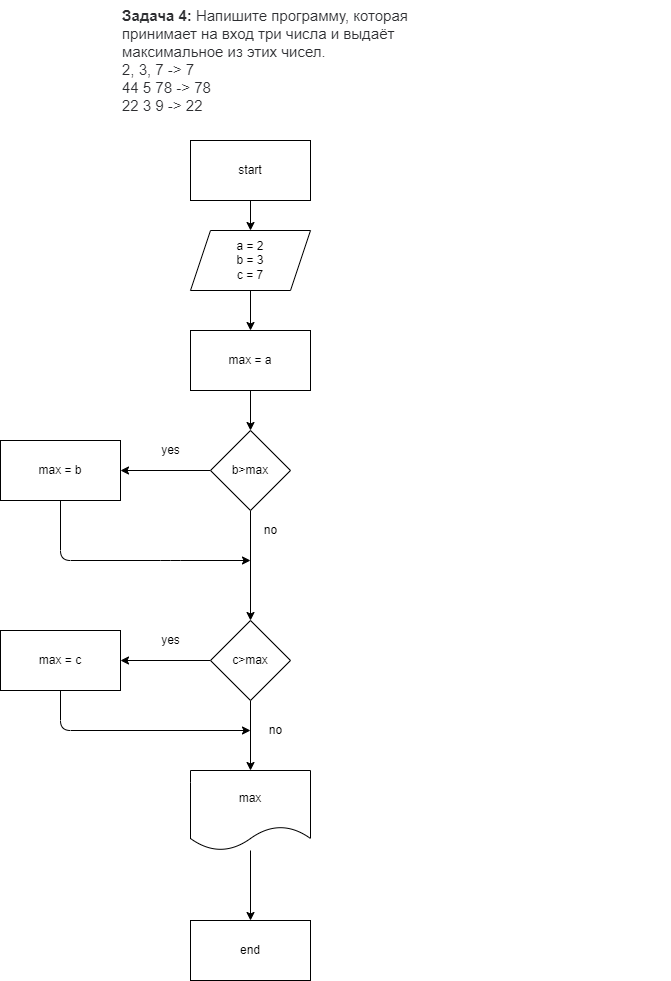 Задача 4: Напишите программу, которая
принимает на вход три числа и выдаёт
максимальное из этих чисел.
2, 3, 7 -> 7
44 5 78 -> 78
22 3 9 -> 22
start
a = 2
b = 3
c = 7
max = a
b>max
yes
max = b
no
c>max
yes
max = c
no
max
end